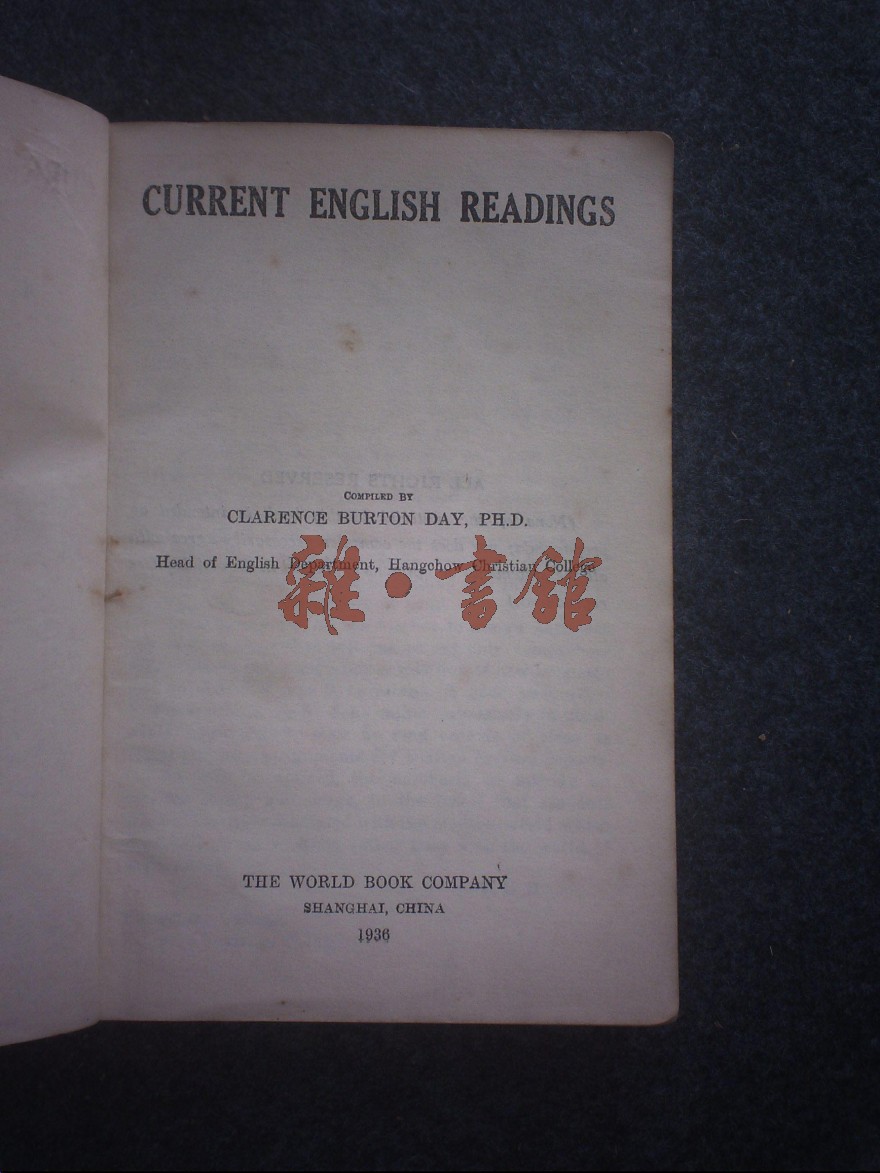 CURRENT ENGLISH READINGS
COMPILED BY
CLARENCE BURTON DAY, PH.D.
Head of English Department, Hangchow Christian College
雜·書館
THE WORLD BOOK COMPANY
SHANGHAI, CHINA
1936